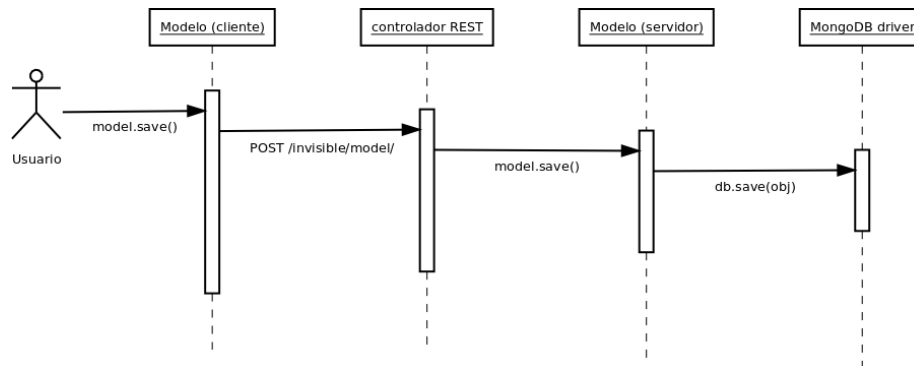 Modelo (cliente)
controlador REST
Modelo (servidor)
MongoDB driver
model.save()
Usuario
POST /invisible/model/
model.save()
db.save(obj)